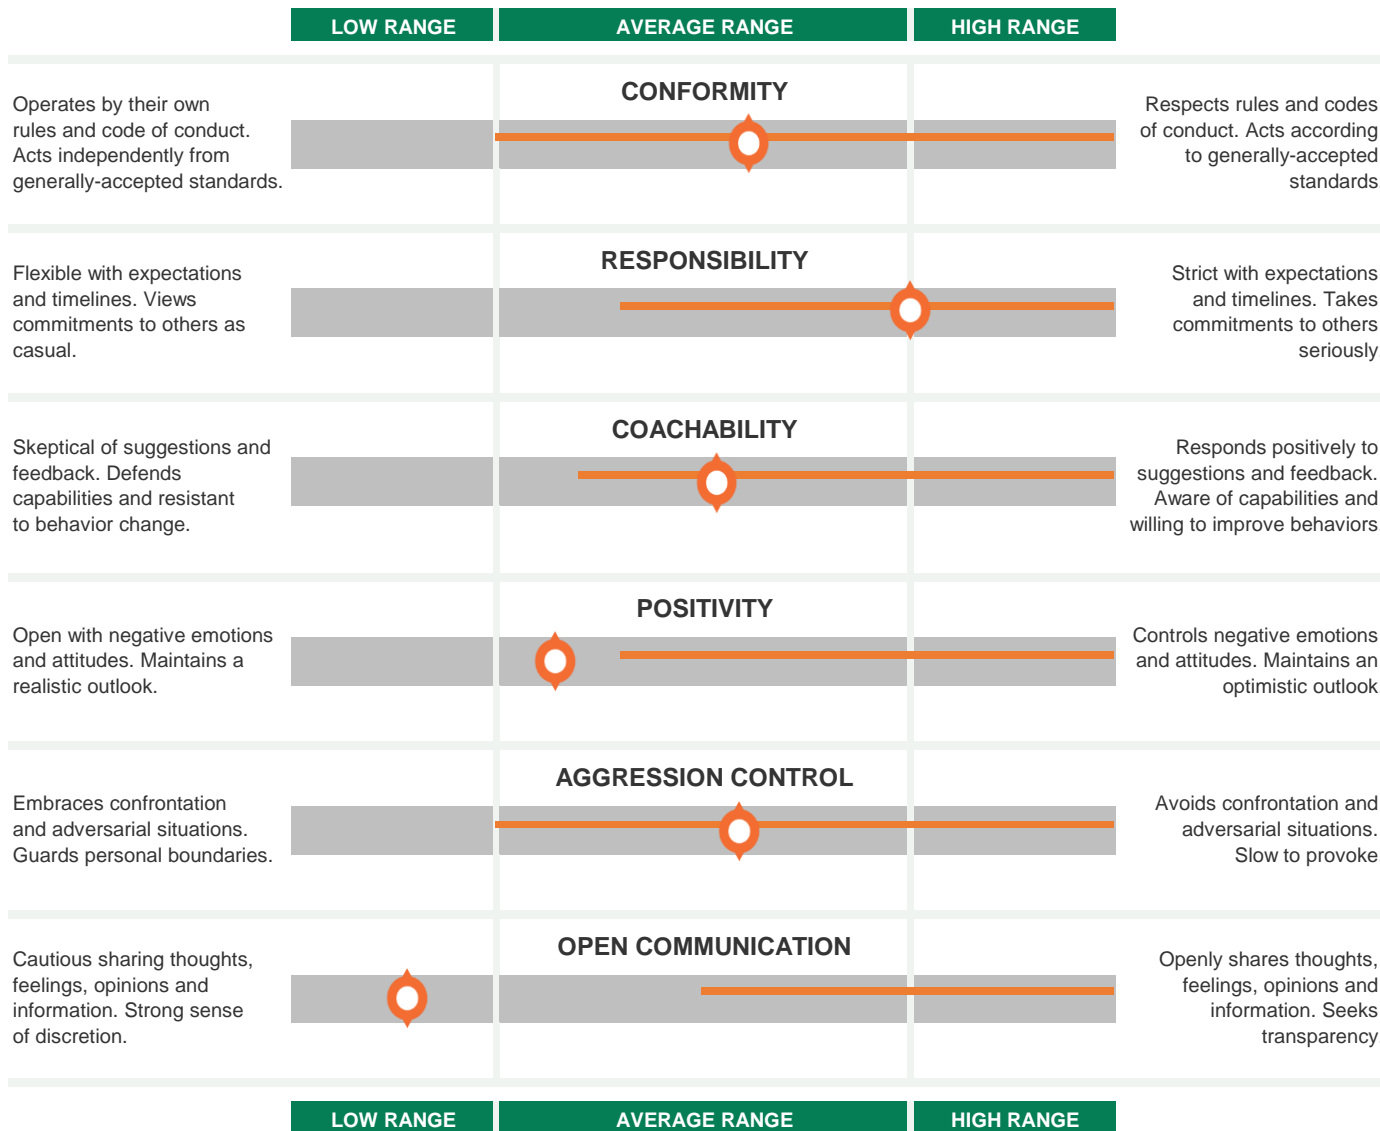 LOW RANGE
AVERAGE RANGE
HIGH RANGE
CONFORMITY
Operates by their own
rules and code of conduct.
Acts independently from
generally-accepted standards.
Respects rules and codes
of conduct. Acts according
to generally-accepted
standards
RESPONSIBILITY
Flexible with expectations
and timelines. Views
commitments to others as
casual.
Strict with expectations
and timelines. Takes
commitments to others
seriously
COACHABILITY
Skeptical of suggestions and
feedback. Defends
capabilities and resistant
to behavior change.
Responds positively to
suggestions and feedback.
Aware of capabilities and
willing to improve behaviors
POSITIVITY
Open with negative emotions
and attitudes. Maintains a
realistic outlook.
Controls negative emotions
and attitudes. Maintains an
optimistic outlook
AGGRESSION CONTROL
Embraces confrontation
and adversarial situations.
Guards personal boundaries.
Avoids confrontation and
adversarial situations.
Slow to provoke
OPEN COMMUNICATION
Cautious sharing thoughts,
feelings, opinions and
information. Strong sense
of discretion.
Openly shares thoughts,
feelings, opinions and
information. Seeks
transparency
LOW RANGE
AVERAGE RANGE
HIGH RANGE